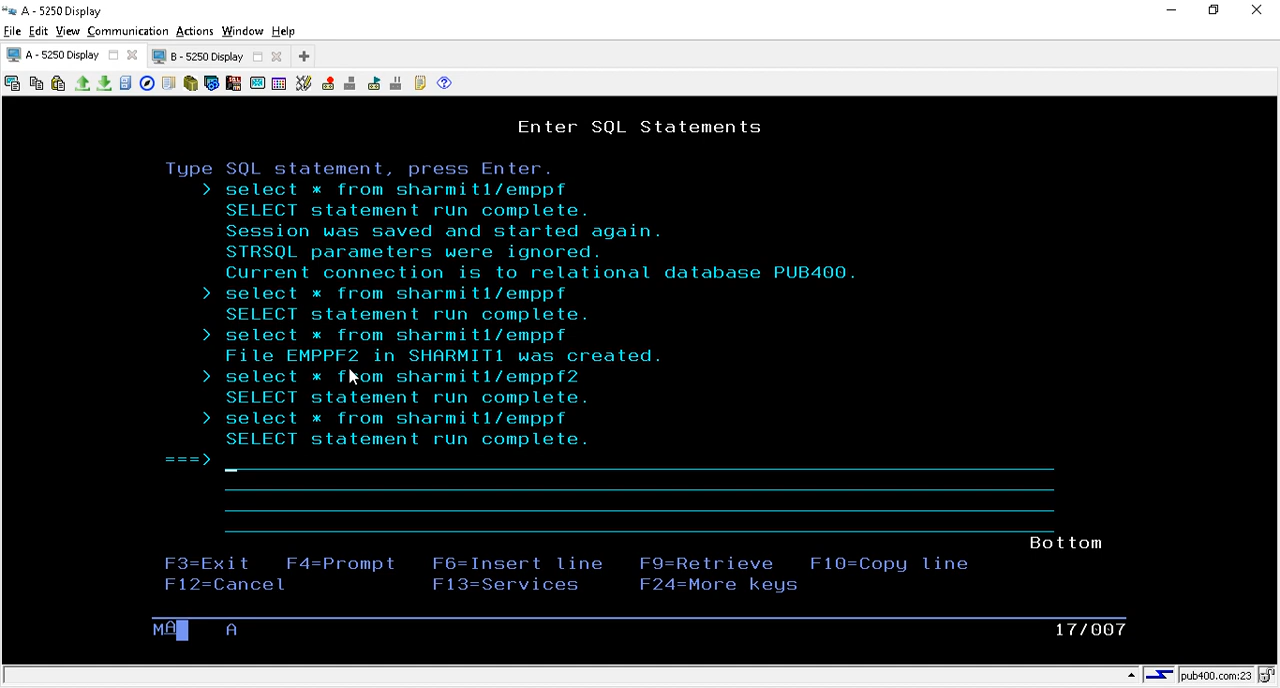 A - 5250 Display
File Edit View Communication Actions Window Help
A - 5250 Display B - 5250 Display
Enter SQL Statements
Type SQL statement, press Enter.
> select * from sharmit1/emppf
SELECT statement run complete.
Session was saved and started again.
STRSQL parameters were ignored.
Current connection is to relational database PUB400.
> select * from sharmit1/emppf
SELECT statement run complete.
> select * from sharmit1/emppf
File EMPPF2 in SHARMIT1 was created.
> select * from sharmit1/emppf2
SELECT statement run complete.
> select * from sharmit1/emppf
SELECT statement run complete.
===>
Bottom
F3=Exit F4=Prompt F6=Insert line F9=Retrieve F10=Copy line
F12=Cancel F13=Services F24=More keys
MA A 17/007
pub400.com:23